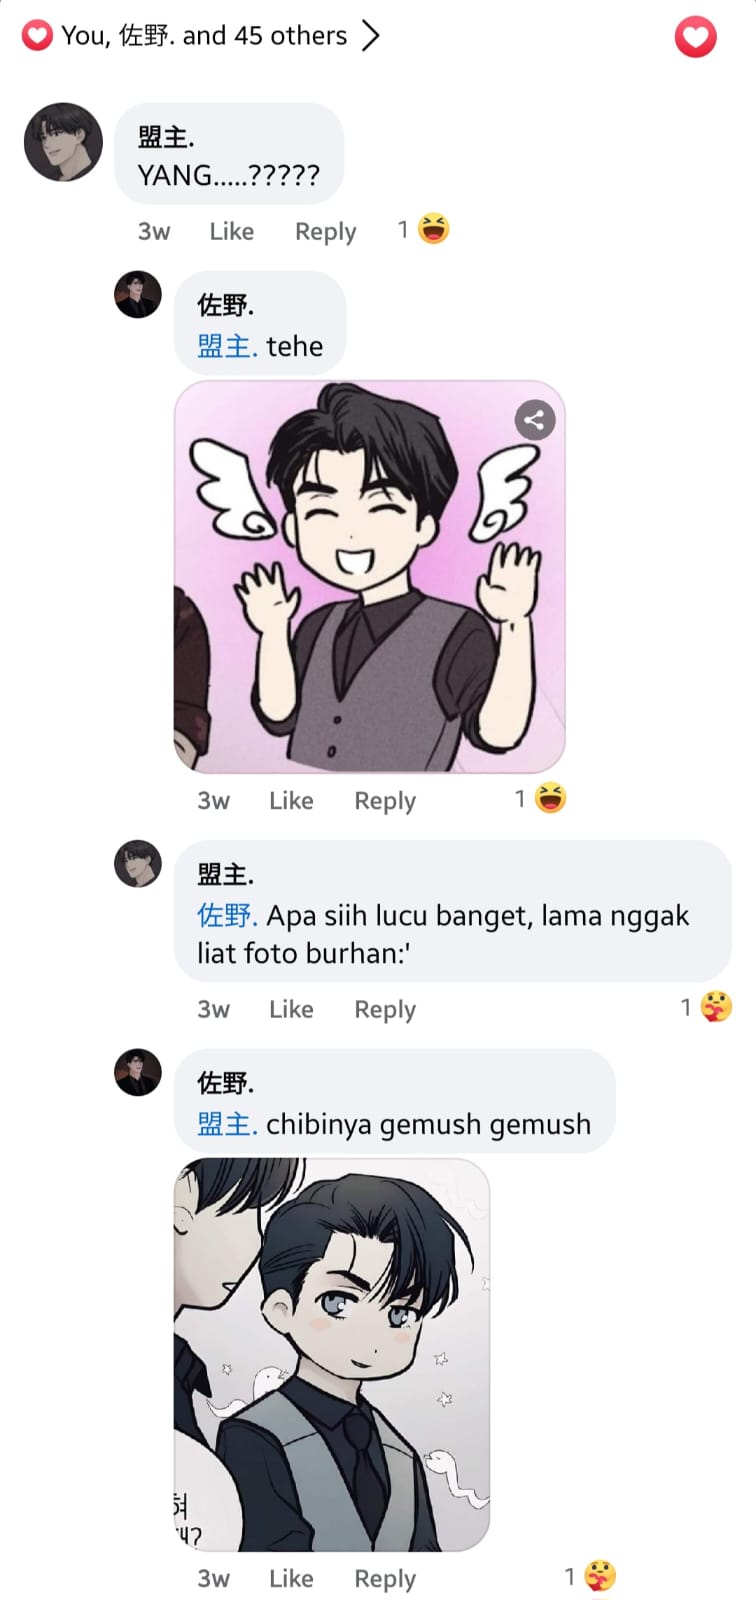 You, 佐野. and 45 others
盟主.
YANG.....?????
3w Like Reply 1
佐野.
盟主. tehe
3w Like Reply 1
盟主.
佐野. Apa siih lucu banget, lama nggak
liat foto burhan:'
3w Like Reply 1
佐野.
盟主. chibinya gemush gemush
3w Like Reply 1